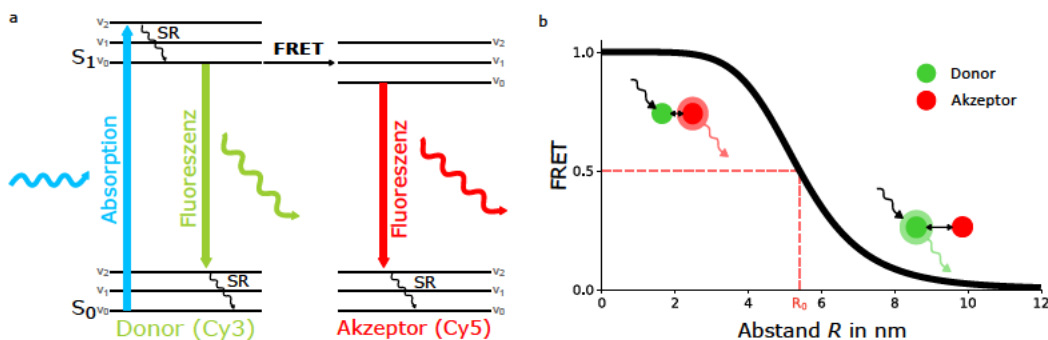 a
v₂
SR
v₁
v₂
S₁
v₀
FRET
v₁
v₀
Absorption
Fluoreszenz
Fluoreszenz
v₂
SR
v₂
SR
v₁
v₁
S₀
v₀
v₀
Donor (Cy3)
Akzeptor (Cy5)
b
1.0
0.5
0.0
FRET
Donor
Akzeptor
0
2
4
R₀
6
8
10
12
Abstand R in nm